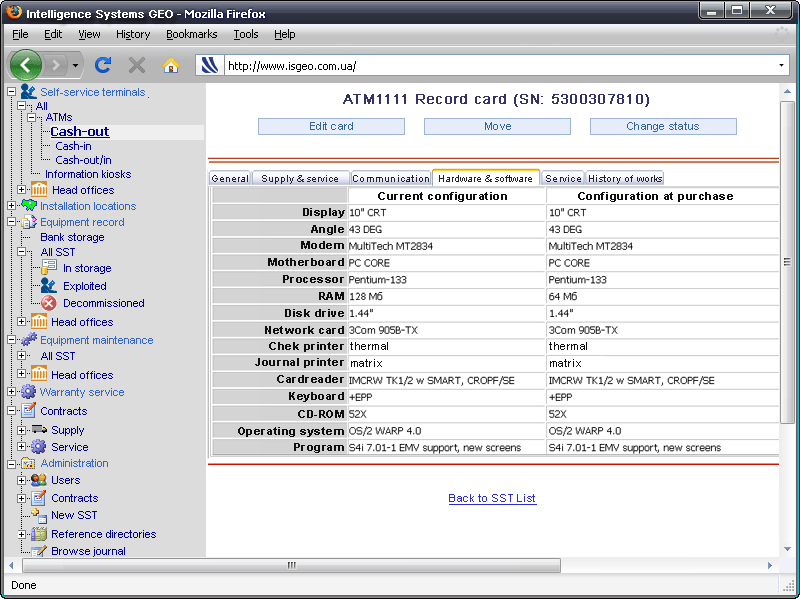 Intelligence Systems GEO - Mozilla Firefox
File Edit View History Bookmarks Tools Help
http://www.isgeo.com.ua/
Self-service terminals
All
ATMs
Cash-out
Cash-in
Cash-out/in
Information kiosks
Head offices
Installation locations
Equipment record
Bank storage
All SST
In storage
Exploited
Decommissioned
Head offices
Equipment maintenance
All SST
Head offices
Warranty service
Contracts
Supply
Service
Administration
Users
Contracts
New SST
Reference directories
Browse journal
ATM1111 Record card (SN: 5300307810)
Edit card Move Change status
General Supply & service Communication Hardware & software Service History of works
Current configuration Configuration at purchase
Display 10" CRT 10" CRT
Angle 43 DEG 43 DEG
Modem MultiTech MT2834 MultiTech MT2834
Motherboard PC CORE PC CORE
Processor Pentium-133 Pentium-133
RAM 128 Мб 64 Мб
Disk drive 1.44" 1.44"
Network card 3Com 905B-TX 3Com 905B-TX
Chek printer thermal thermal
Journal printer matrix matrix
Cardreader IMCRW TK1/2 w SMART, CROPF/SE IMCRW TK1/2 w SMART, CROPF/SE
Keyboard +EPP +EPP
CD-ROM 52X 52X
Operating system OS/2 WARP 4.0 OS/2 WARP 4.0
Program S4i 7.01-1 EMV support, new screens S4i 7.01-1 EMV support, new screens
Back to SST List
Done